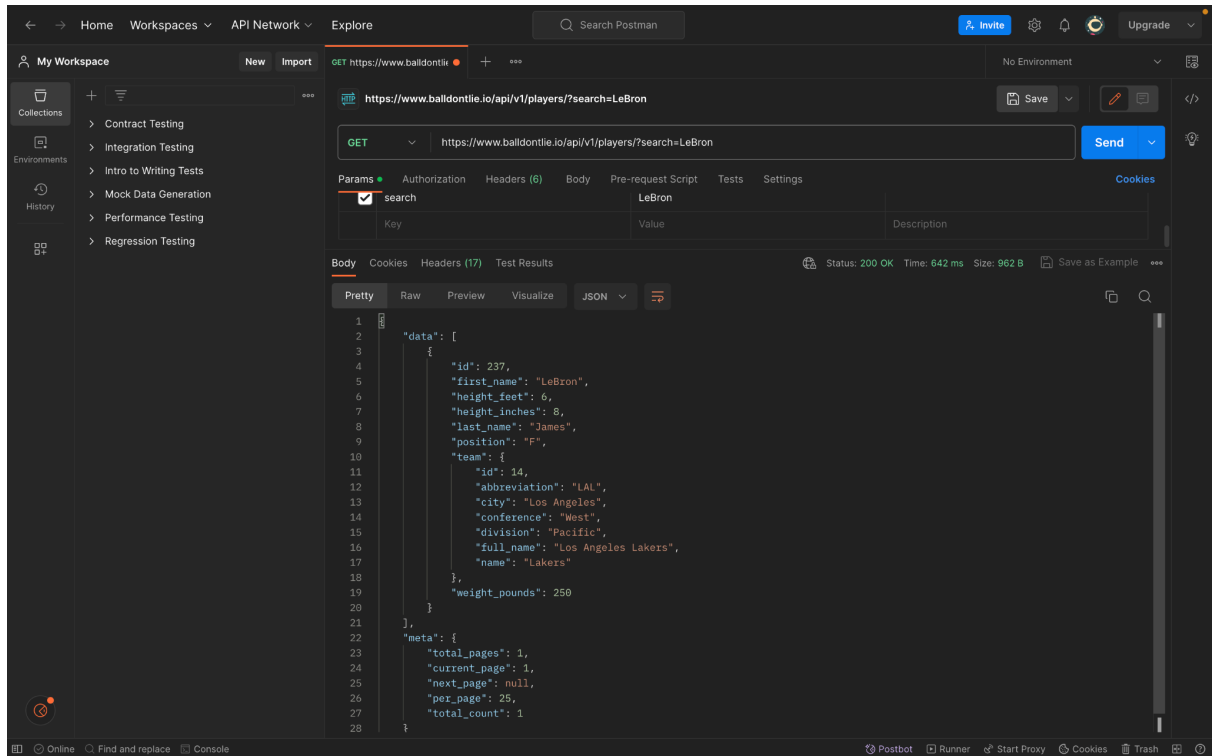 Home Workspaces API Network Explore Search Postman Invite Upgrade
My Workspace New Import GET https://www.balldontlie No Environment
Collections
Environments
History
Contract Testing
Integration Testing
Intro to Writing Tests
Mock Data Generation
Performance Testing
Regression Testing
HTTP https://www.balldontlie.io/api/v1/players/?search=LeBron Save
GET https://www.balldontlie.io/api/v1/players/?search=LeBron Send
Params Authorization Headers (6) Body Pre-request Script Tests Settings Cookies
search LeBron
Key Value Description
Body Cookies Headers (17) Test Results Status: 200 OK Time: 642 ms Size: 962 B Save as Example
Pretty Raw Preview Visualize JSON
1 {
2 "data": [
3 {
4 "id": 237,
5 "first_name": "LeBron",
6 "height_feet": 6,
7 "height_inches": 8,
8 "last_name": "James",
9 "position": "F",
10 "team": {
11 "id": 14,
12 "abbreviation": "LAL",
13 "city": "Los Angeles",
14 "conference": "West",
15 "division": "Pacific",
16 "full_name": "Los Angeles Lakers",
17 "name": "Lakers"
18 },
19 "weight_pounds": 250
20 }
21 ],
22 "meta": {
23 "total_pages": 1,
24 "current_page": 1,
25 "next_page": null,
26 "per_page": 25,
27 "total_count": 1
28 }
Online Find and replace Console Postbot Runner Start Proxy Cookies Trash